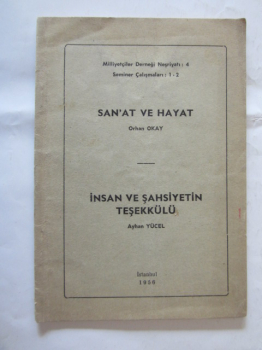 Milliyetçiler Derneği Neşriyatı: 4
Seminer Çalışmaları: 1-2
SAN'AT VE HAYAT
Orhan OKAY
İNSAN VE ŞAHSİYETİN
TEŞEKKÜLÜ
Ayhan YÜCEL
İstanbul